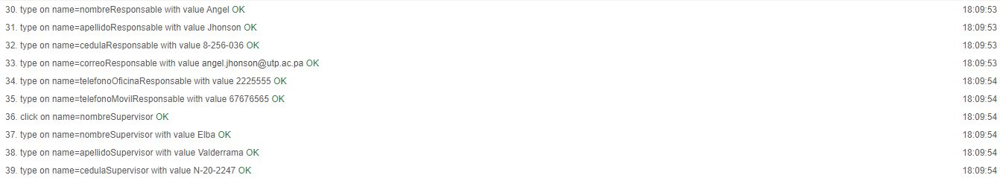 30. type on name=nombreResponsable with value Angel OK 18:09:53
31. type on name=apellidoResponsable with value Jhonson OK 18:09:53
32. type on name=cedulaResponsable with value 8-256-036 OK 18:09:53
33. type on name=correoResponsable with value angel.jhonson@utp.ac.pa OK 18:09:53
34. type on name=telefonoOficinaResponsable with value 2225555 OK 18:09:54
35. type on name=telefonoMovilResponsable with value 67676565 OK 18:09:54
36. click on name=nombreSupervisor OK 18:09:54
37. type on name=nombreSupervisor with value Elba OK 18:09:54
38. type on name=apellidoSupervisor with value Valderrama OK 18:09:54
39. type on name=cedulaSupervisor with value N-20-2247 OK 18:09:54